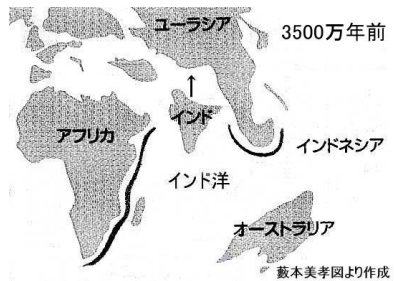 ユーラシア
3500万年前
アフリカ
インド
インドネシア
インド洋
オーストラリア
藪本美孝図より作成